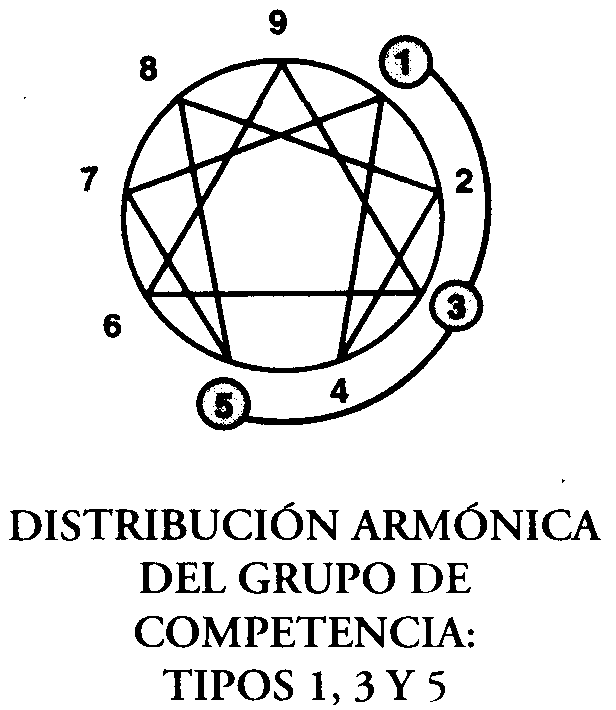 9
8
1
7
2
6
3
5
4
DISTRIBUCIÓN ARMÓNICA
DEL GRUPO DE
COMPETENCIA:
TIPOS 1, 3 Y 5